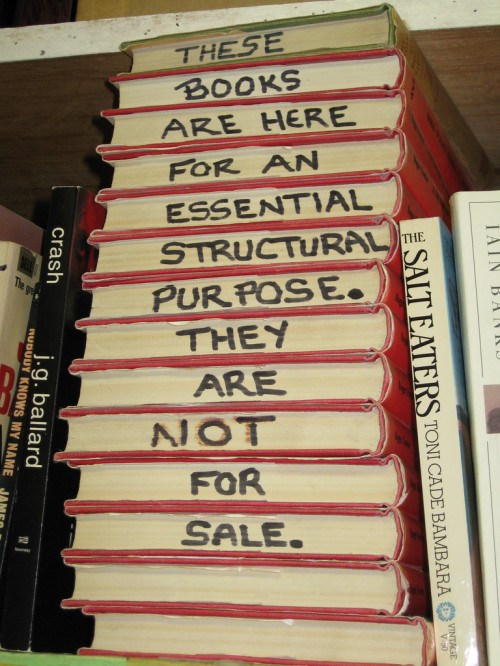 THESE
BOOKS
ARE HERE
FOR AN
ESSENTIAL
STRUCTURAL
PURPOSE.
THEY
ARE
NOT
FOR
SALE.
crash
j.g. ballard
NOBODY KNOWS MY NAME
THE SALT EATERS TONI CADE BAMBARA
VINTAGE
IAIN BANKS